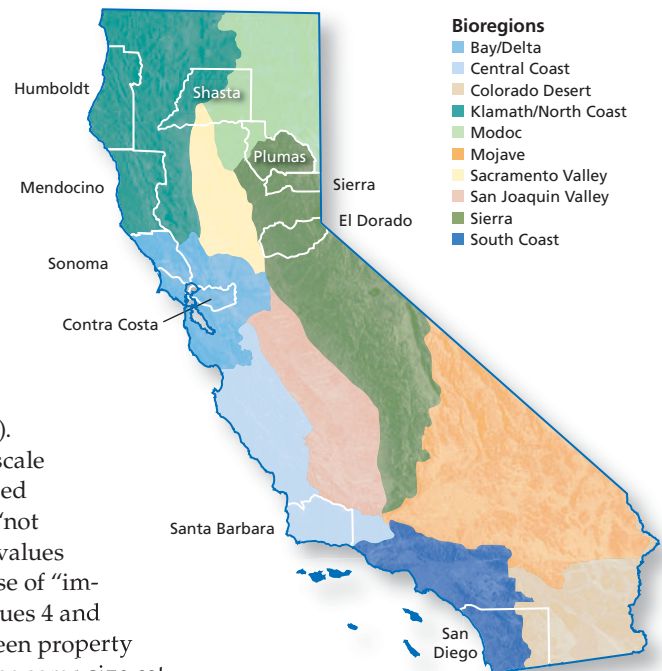 Bioregions
Bay/Delta
Central Coast
Colorado Desert
Klamath/North Coast
Modoc
Mojave
Sacramento Valley
San Joaquin Valley
Sierra
South Coast
Humboldt
Shasta
Plumas
Mendocino
Sierra
El Dorado
Sonoma
Contra Costa
Santa Barbara
San
Diego
).
scale
ed
“not
values
se of “im-
ues 4 and
een property